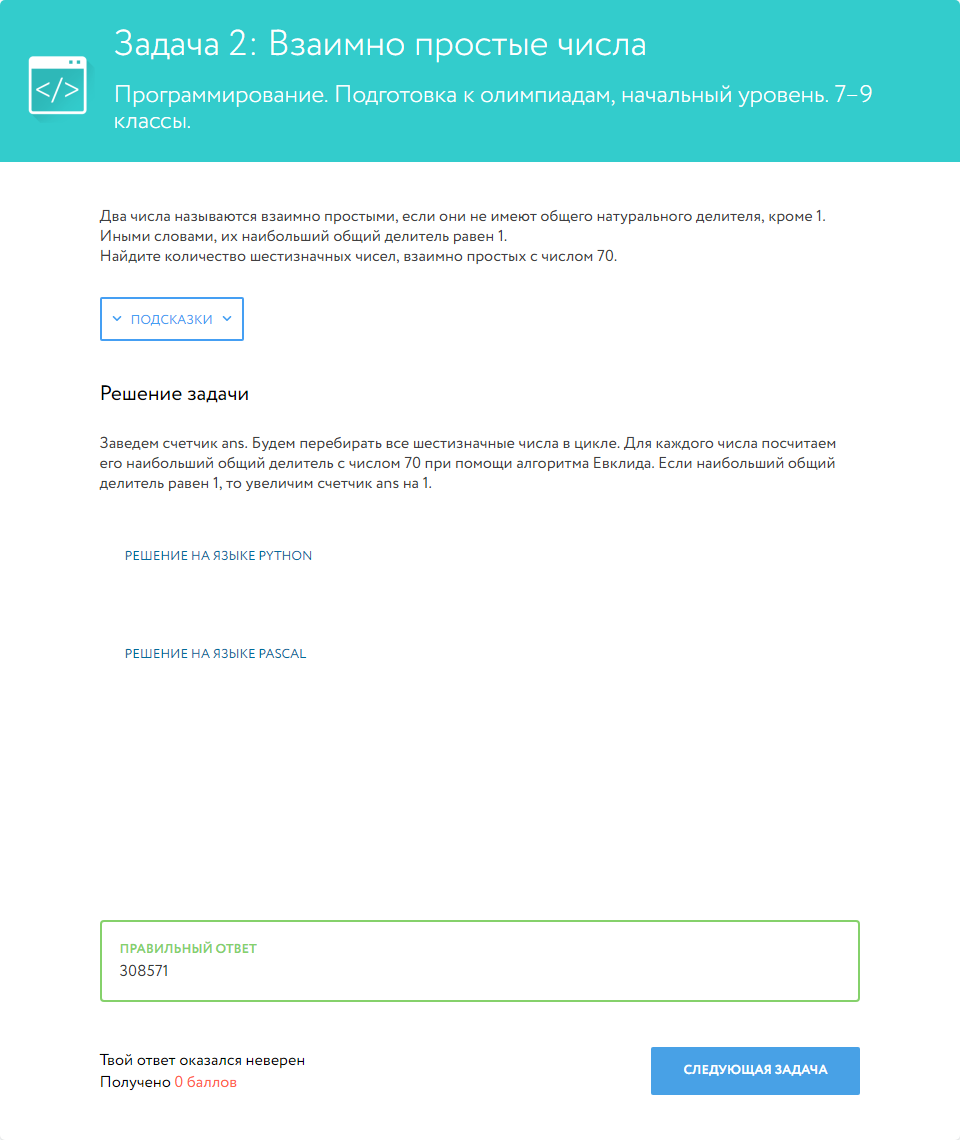 Задача 2: Взаимно простые числа
</>
Программирование. Подготовка к олимпиадам, начальный уровень. 7–9
классы.
Два числа называются взаимно простыми, если они не имеют общего натурального делителя, кроме 1.
Иными словами, их наибольший общий делитель равен 1.
Найдите количество шестизначных чисел, взаимно простых с числом 70.
ПОДСКАЗКИ
Решение задачи
Заведем счетчик ans. Будем перебирать все шестизначные числа в цикле. Для каждого числа посчитаем
его наибольший общий делитель с числом 70 при помощи алгоритма Евклида. Если наибольший общий
делитель равен 1, то увеличим счетчик ans на 1.
РЕШЕНИЕ НА ЯЗЫКЕ PYTHON
РЕШЕНИЕ НА ЯЗЫКЕ PASCAL
ПРАВИЛЬНЫЙ ОТВЕТ
308571
Твой ответ оказался неверен
Получено 0 баллов
СЛЕДУЮЩАЯ ЗАДАЧА